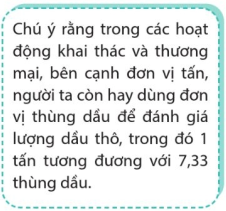 Chú ý rằng trong các hoạt
động khai thác và thương
mại, bên cạnh đơn vị tấn,
người ta còn hay dùng đơn
vị thùng dầu để đánh giá
lượng dầu thô, trong đó 1
tấn tương đương với 7,33
thùng dầu.